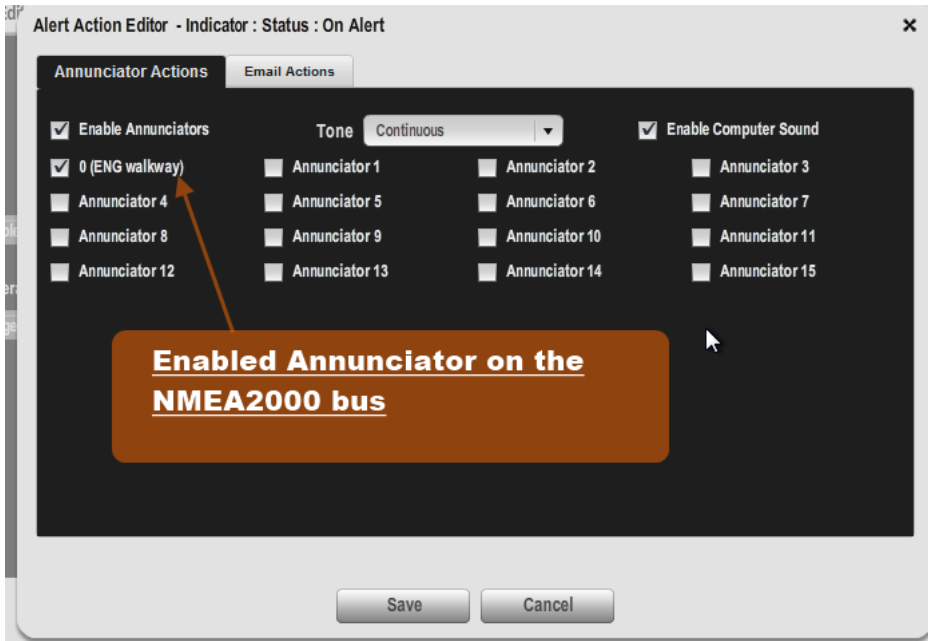 Alert Action Editor - Indicator : Status : On Alert
Annunciator Actions Email Actions
Enable Annunciators Tone Continuous Enable Computer Sound
0 (ENG walkway) Annunciator 1 Annunciator 2 Annunciator 3
Annunciator 4 Annunciator 5 Annunciator 6 Annunciator 7
Annunciator 8 Annunciator 9 Annunciator 10 Annunciator 11
Annunciator 12 Annunciator 13 Annunciator 14 Annunciator 15
Enabled Annunciator on the
NMEA2000 bus
Save Cancel